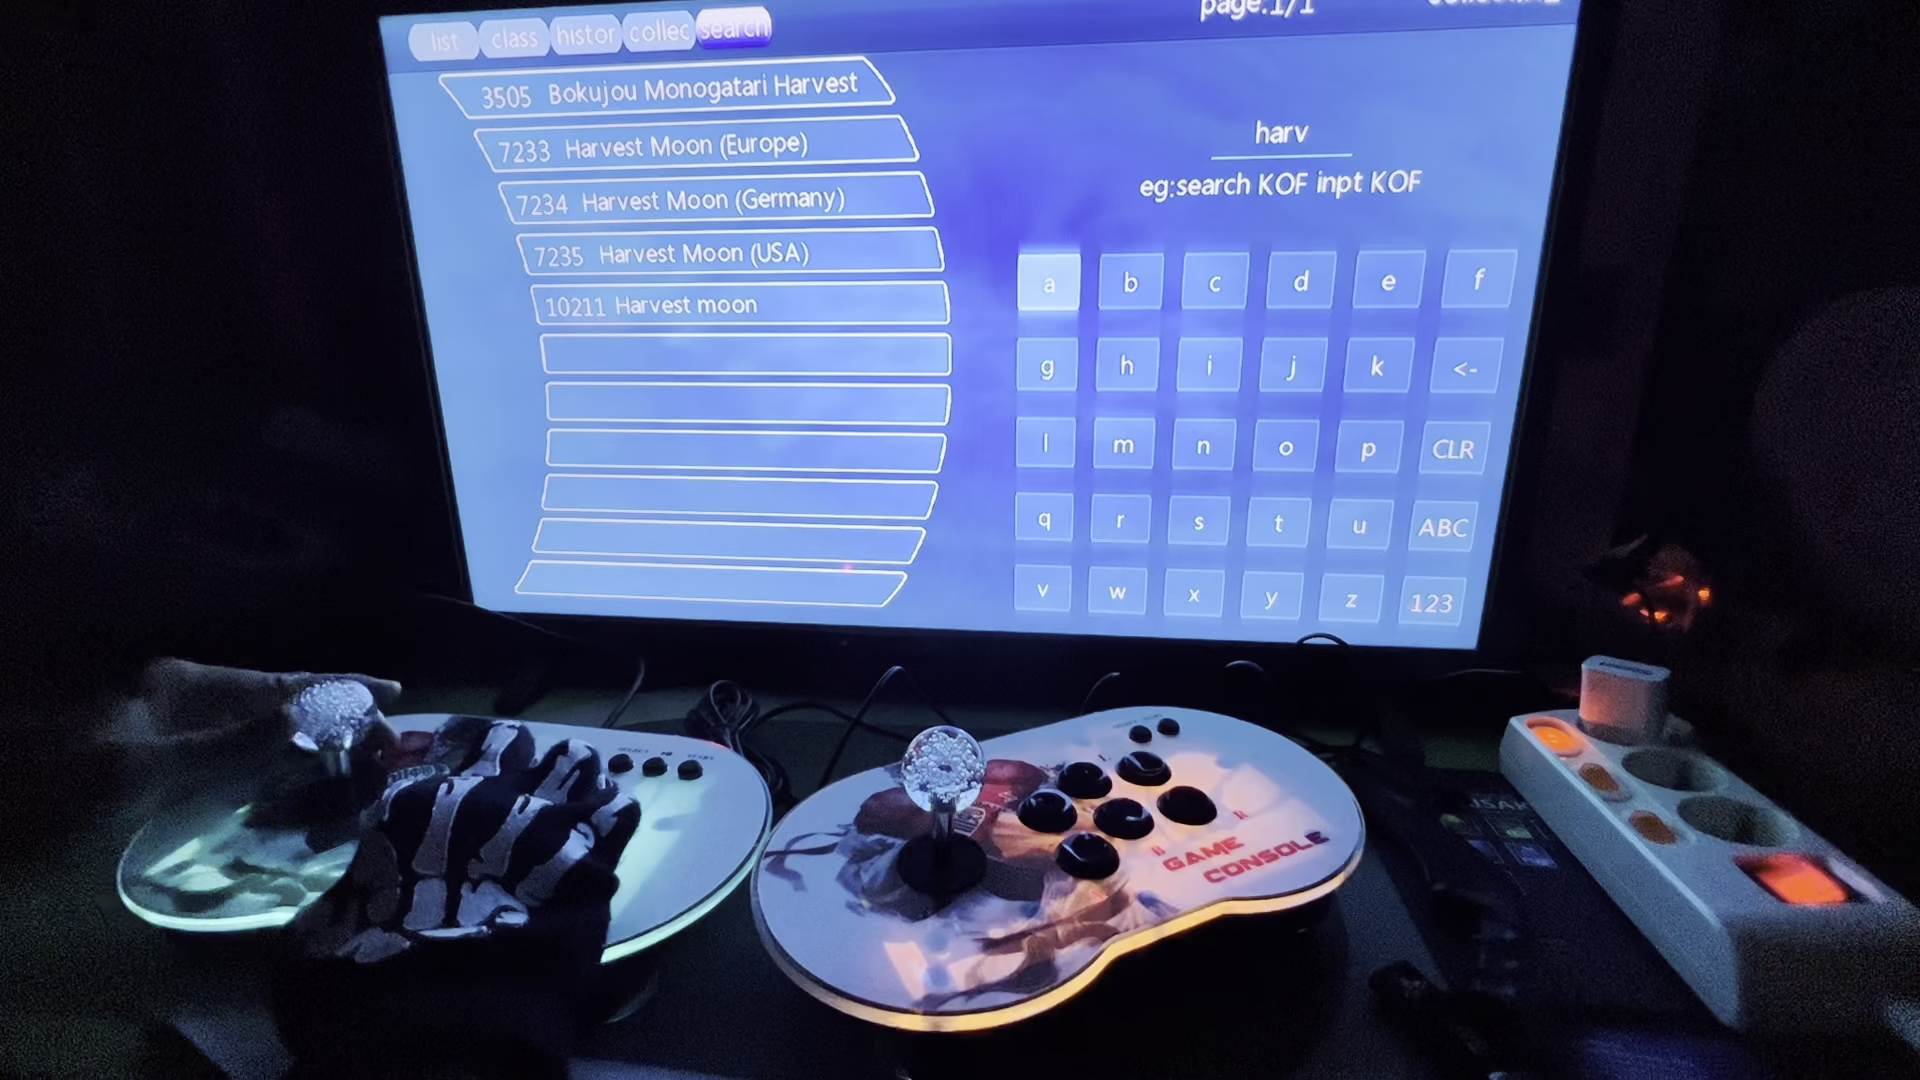 list class histor collec search
page:1/1
3505 Bokujou Monogatari Harvest
7233 Harvest Moon (Europe)
7234 Harvest Moon (Germany)
7235 Harvest Moon (USA)
10211 Harvest moon
harv
eg:search KOF inpt KOF
a b c d e f
g h i j k <-
l m n o p CLR
q r s t u ABC
v w x y z 123
L
R
GAME
CONSOLE